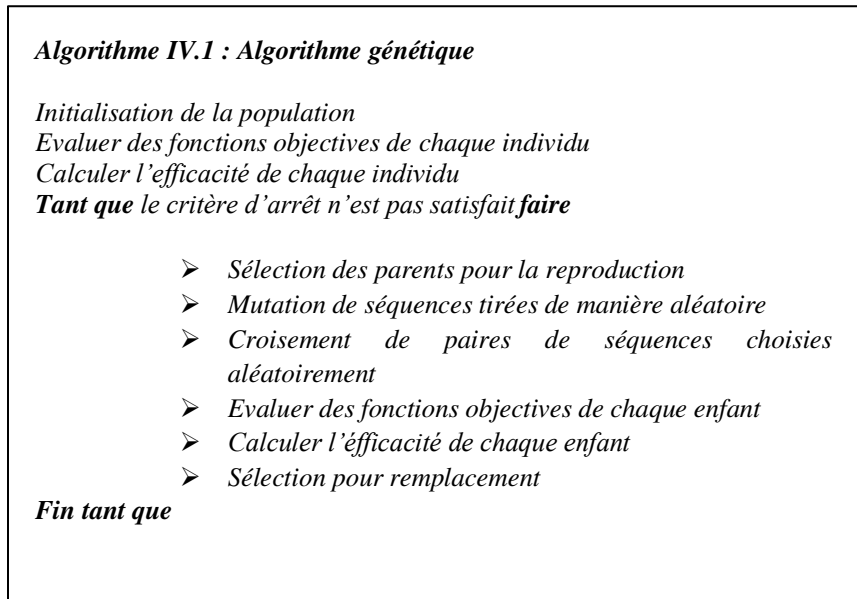 Algorithme IV.1 : Algorithme génétique
Initialisation de la population
Evaluer des fonctions objectives de chaque individu
Calculer l’efficacité de chaque individu
Tant que le critère d’arrêt n’est pas satisfait faire
➢ Sélection des parents pour la reproduction
➢ Mutation de séquences tirées de manière aléatoire
➢ Croisement de paires de séquences choisies
aléatoirement
➢ Evaluer des fonctions objectives de chaque enfant
➢ Calculer l’éfficacité de chaque enfant
➢ Sélection pour remplacement
Fin tant que